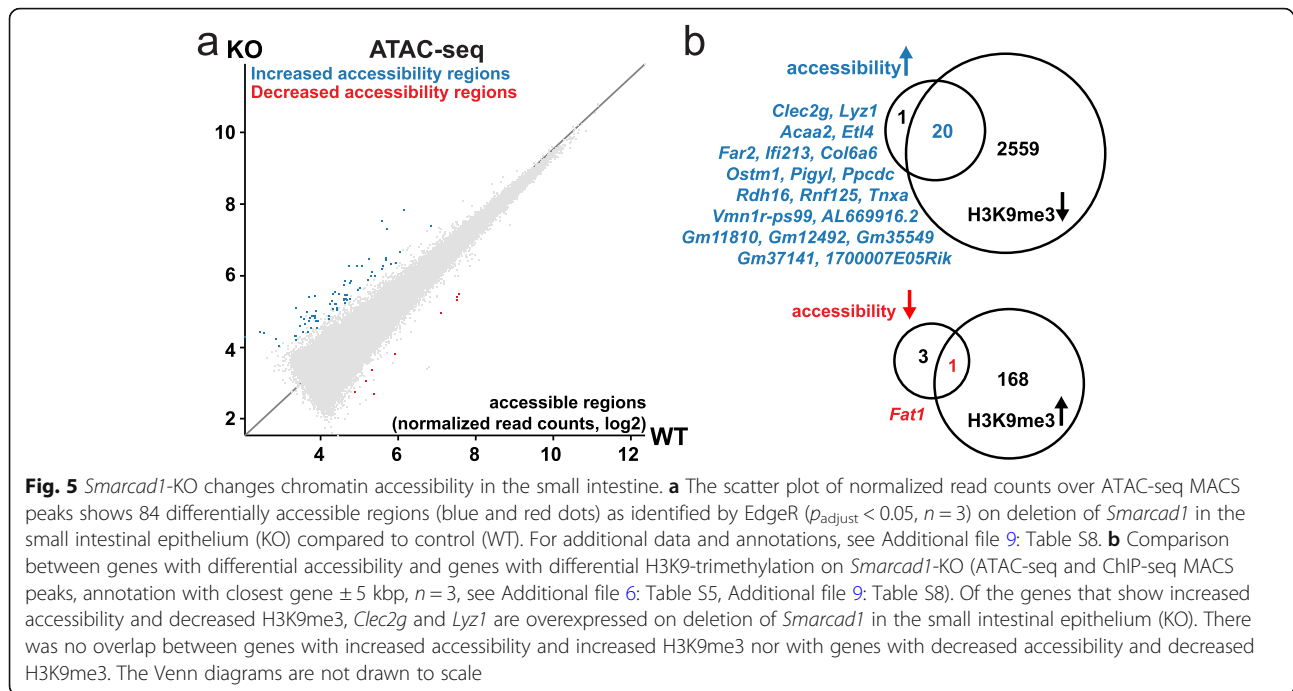 a KO ATAC-seq
Increased accessibility regions
Decreased accessibility regions
10
8
6
4
2
accessible regions
(normalized read counts, log2) WT
4 6 8 10 12
b
accessibility
Clec2g, Lyz1
Acaa2, Etl4
Far2, Ifi213, Col6a6
Ostm1, Pigyl, Ppcdc
Rdh16, Rnf125, Tnxa
Vmn1r-ps99, AL669916.2
Gm11810, Gm12492, Gm35549
Gm37141, 1700007E05Rik
1 20 2559
H3K9me3
accessibility
3 1 168
Fat1
H3K9me3
Fig. 5 Smarcad1-KO changes chromatin accessibility in the small intestine. a The scatter plot of normalized read counts over ATAC-seq MACS
peaks shows 84 differentially accessible regions (blue and red dots) as identified by EdgeR (padjust < 0.05, n = 3) on deletion of Smarcad1 in the
small intestinal epithelium (KO) compared to control (WT). For additional data and annotations, see Additional file 9: Table S8. b Comparison
between genes with differential accessibility and genes with differential H3K9-trimethylation on Smarcad1-KO (ATAC-seq and ChIP-seq MACS
peaks, annotation with closest gene ± 5 kbp, n = 3, see Additional file 6: Table S5, Additional file 9: Table S8). Of the genes that show increased
accessibility and decreased H3K9me3, Clec2g and Lyz1 are overexpressed on deletion of Smarcad1 in the small intestinal epithelium (KO). There
was no overlap between genes with increased accessibility and increased H3K9me3 nor with genes with decreased accessibility and decreased
H3K9me3. The Venn diagrams are not drawn to scale